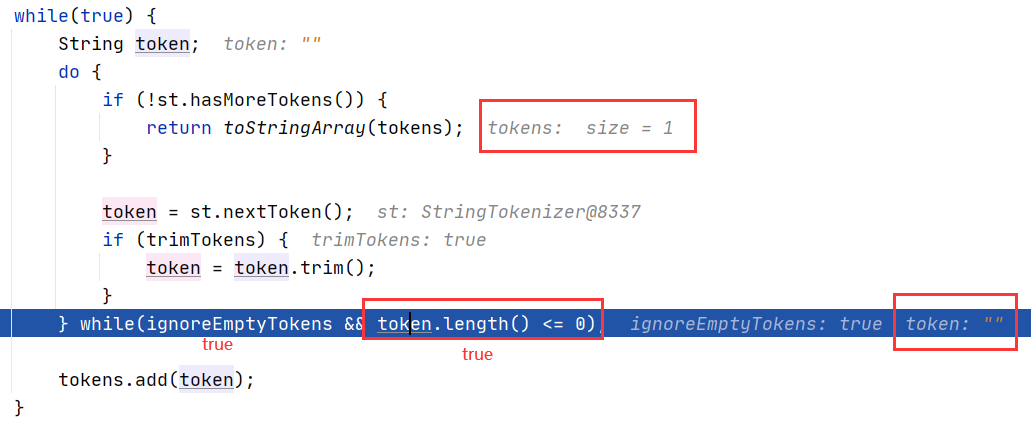 while(true) {
    String token;  token: ""
    do {
        if (!st.hasMoreTokens()) {
            return toStringArray(tokens);  tokens:  size = 1
        }

        token = st.nextToken();  st: StringTokenizer@8337
        if (trimTokens) {  trimTokens: true
            token = token.trim();
        }
    } while(ignoreEmptyTokens && token.length() <= 0);  ignoreEmptyTokens: true  token: ""
true true

    tokens.add(token);
}